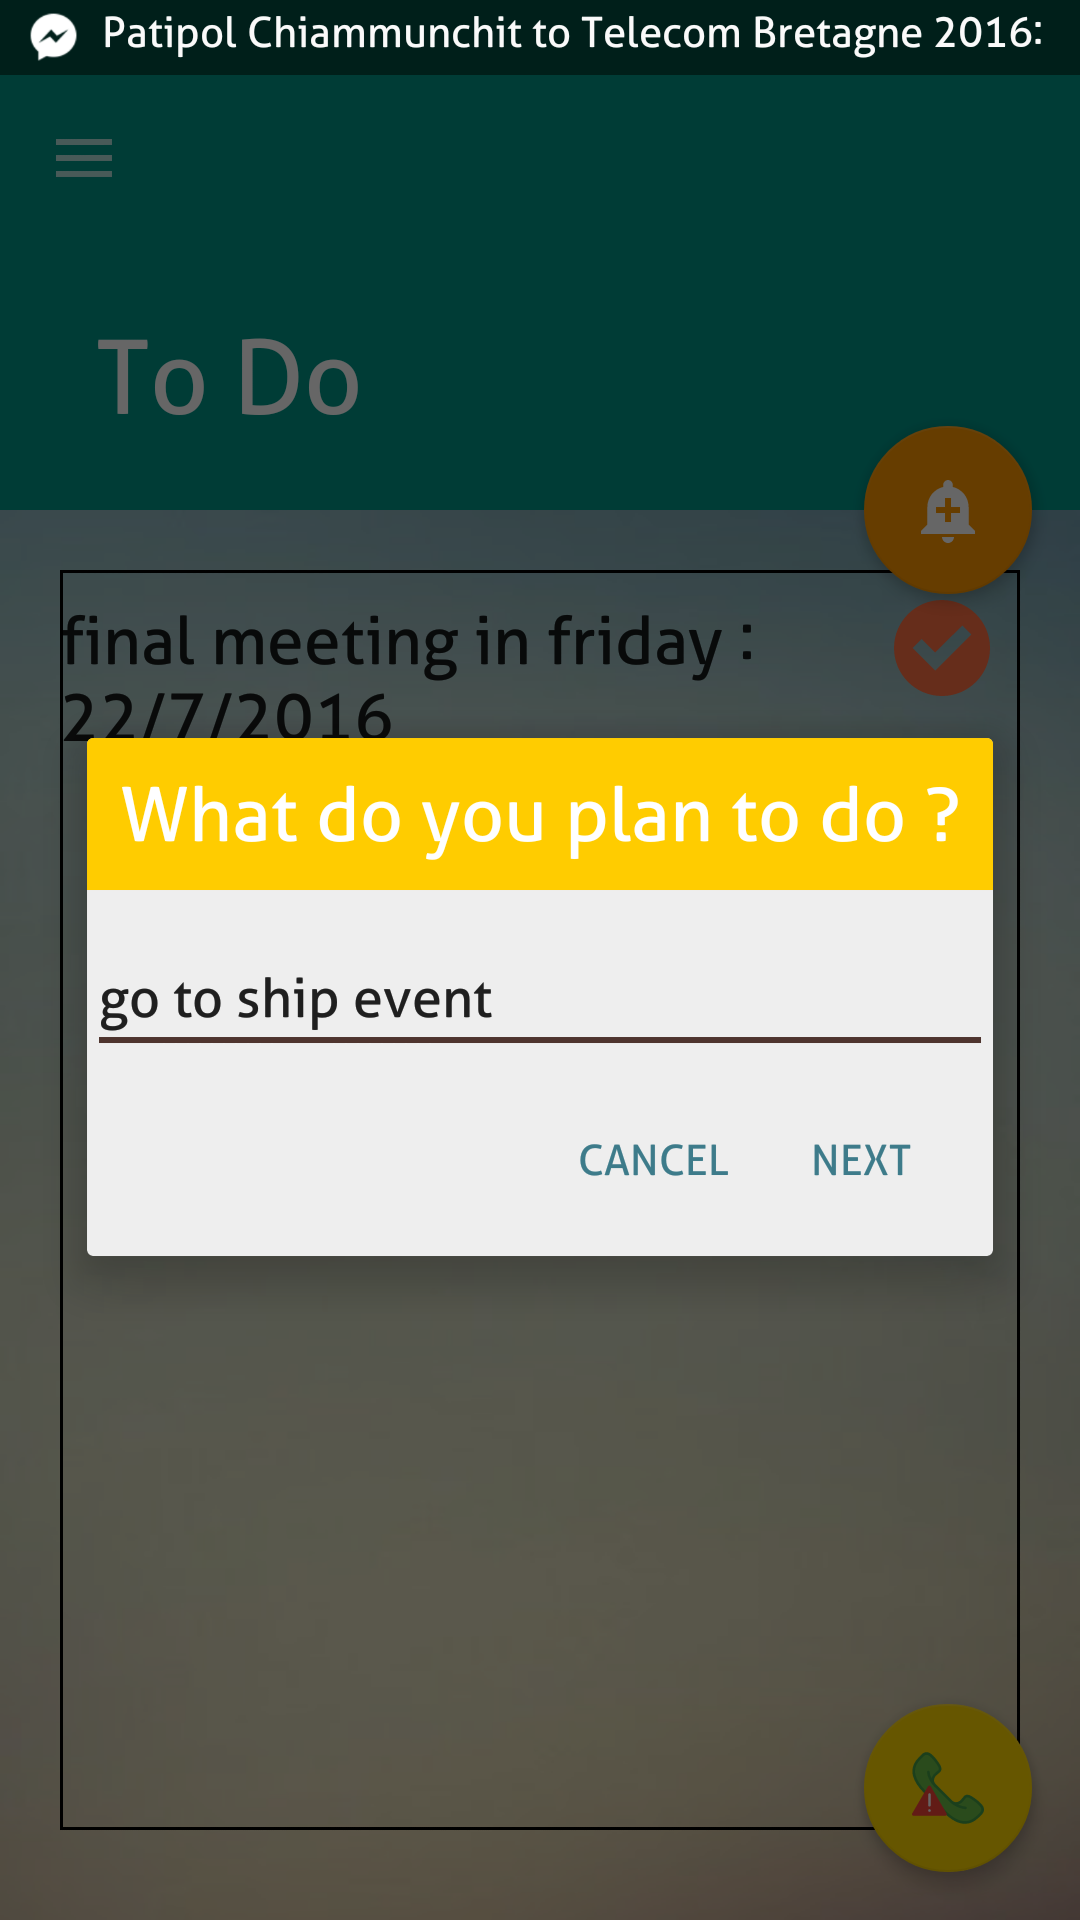 Patipol Chiammunchit to Telecom Bretagne 2016:
To Do
final meeting in friday :
22/7/2016
What do you plan to do ?
go to ship event
CANCEL NEXT